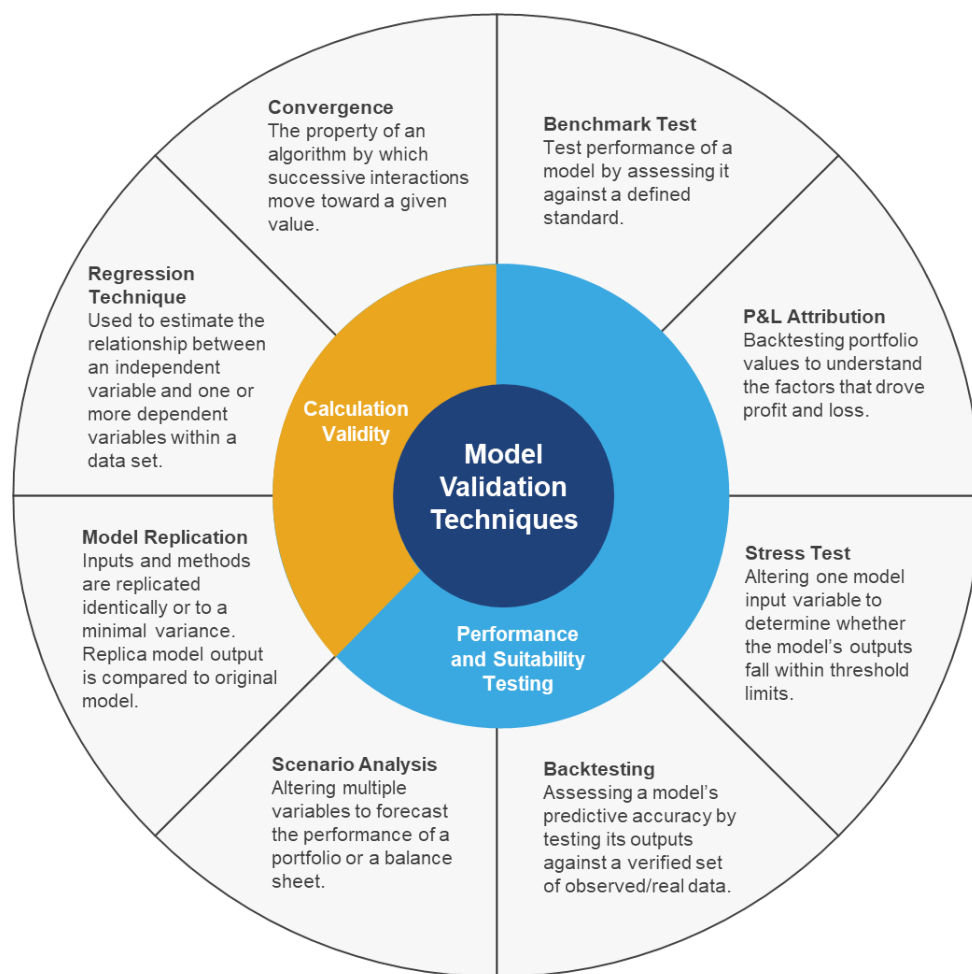 Convergence
The property of an
algorithm by which
successive interactions
move toward a given
value.
Benchmark Test
Test performance of a
model by assessing it
against a defined
standard.
Regression
Technique
Used to estimate the
relationship between
an independent
variable and one or
more dependent
variables within a
data set.
P&L Attribution
Backtesting portfolio
values to understand
the factors that drove
profit and loss.
Calculation
Validity
Model
Validation
Techniques
Performance
and Suitability
Testing
Model Replication
Inputs and methods
are replicated
identically or to a
minimal variance.
Replica model output
is compared to original
model.
Stress Test
Altering one model
input variable to
determine whether
the model’s outputs
fall within threshold
limits.
Scenario Analysis
Altering multiple
variables to forecast
the performance of a
portfolio or a balance
sheet.
Backtesting
Assessing a model’s
predictive accuracy by
testing its outputs
against a verified set
of observed/real data.